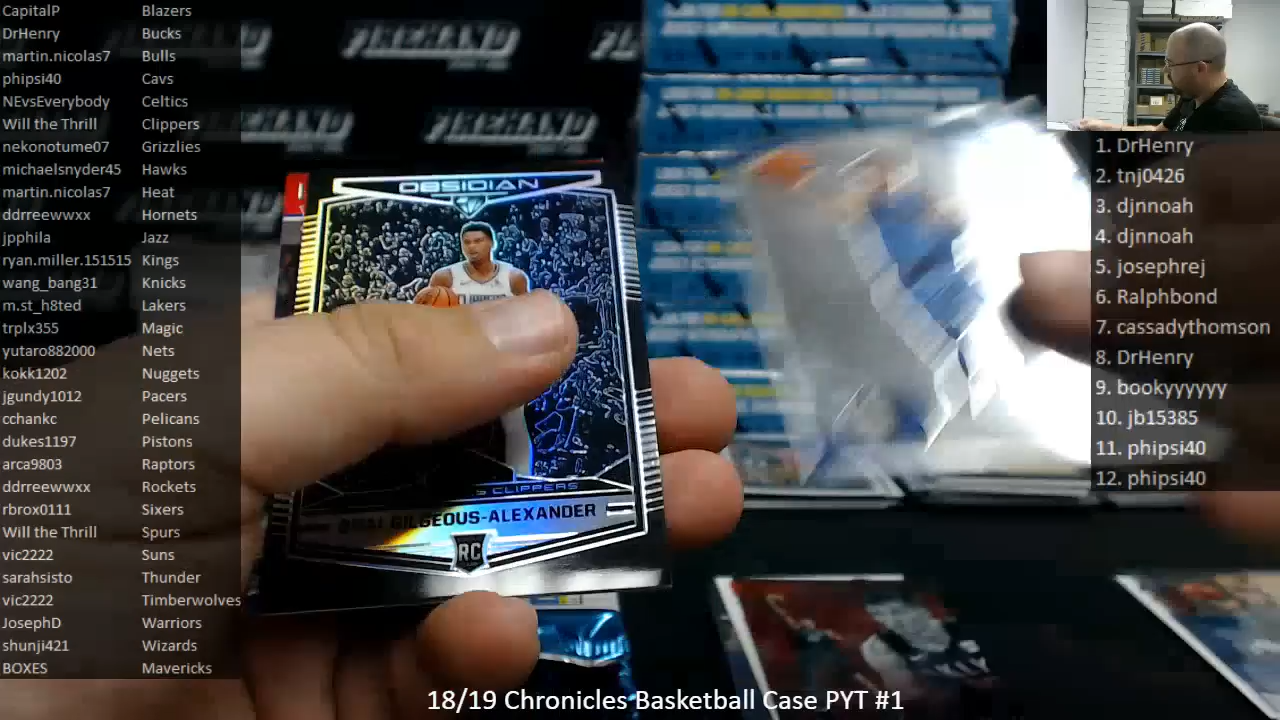 CapitalP Blazers
DrHenry Bucks
martin.nicolas7 Bulls
phipsi40 Cavs
NEvsEverybody Celtics
Will the Thrill Clippers
nekonotume07 Grizzlies
michaelsnyder45 Hawks
martin.nicolas7 Heat
ddrreewwxx Hornets
jpphila Jazz
ryan.miller.151515 Kings
wang_bang31 Knicks
m.st_h8ted Lakers
trplx355 Magic
yutaro882000 Nets
kokk1202 Nuggets
jgundy1012 Pacers
cchankc Pelicans
dukes1197 Pistons
arca9803 Raptors
ddrreewwxx Rockets
rbrox0111 Sixers
Will the Thrill Spurs
vic2222 Suns
sarahsisto Thunder
vic2222 Timberwolves
JosephD Warriors
shunji421 Wizards
BOXES Mavericks
FIREHAND
FIREHAND
OBSIDIAN
CLIPPERS
GILGEOUS-ALEXANDER
RC
1. DrHenry
2. tnj0426
3. djnnoah
4. djnnoah
5. josephrej
6. Ralphbond
7. cassadythomson
8. DrHenry
9. bookyyyyyy
10. jb15385
11. phipsi40
12. phipsi40
18/19 Chronicles Basketball Case PYT #1